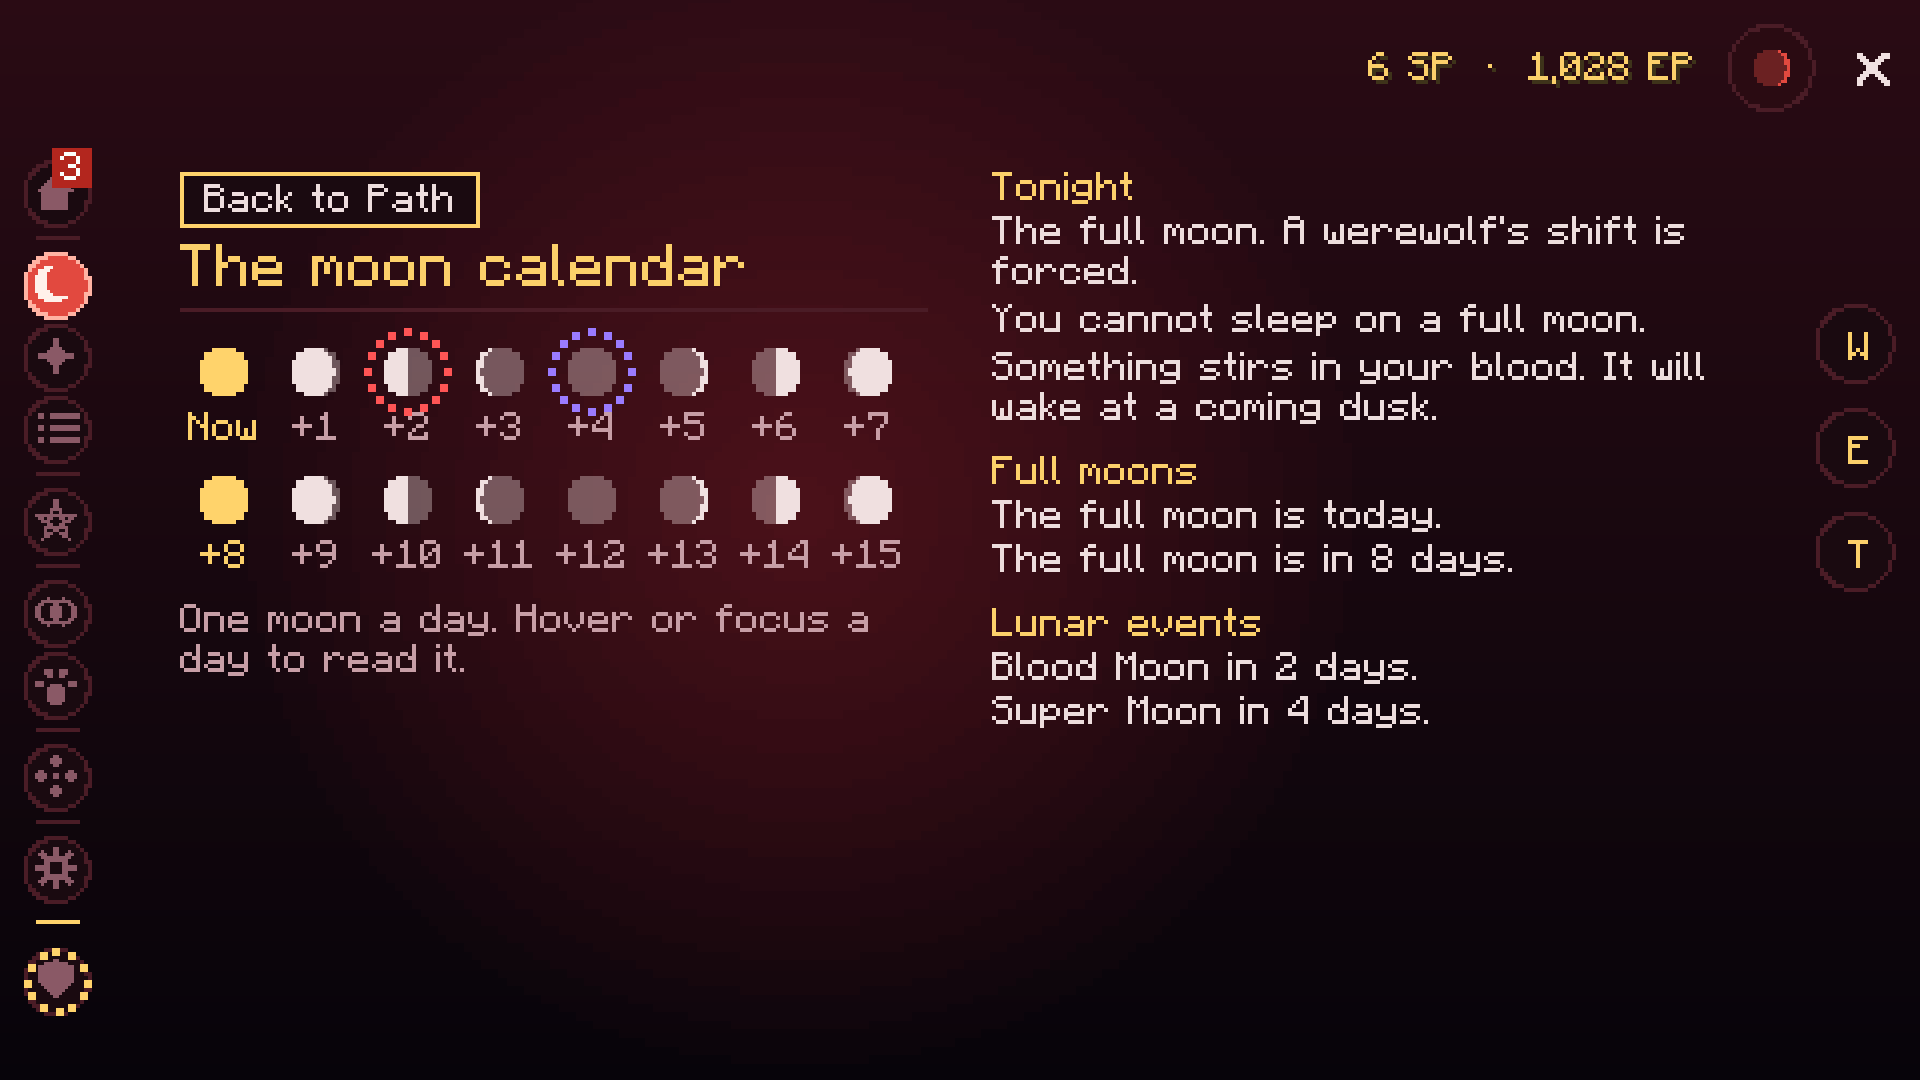 6 SP · 1,028 EP
3
Back to Path
The moon calendar
Now +1 +2 +3 +4 +5 +6 +7
+8 +9 +10 +11 +12 +13 +14 +15
One moon a day. Hover or focus a
day to read it.
Tonight
The full moon. A werewolf's shift is
forced.
You cannot sleep on a full moon.
Something stirs in your blood. It will
wake at a coming dusk.
Full moons
The full moon is today.
The full moon is in 8 days.
Lunar events
Blood Moon in 2 days.
Super Moon in 4 days.
W
E
T